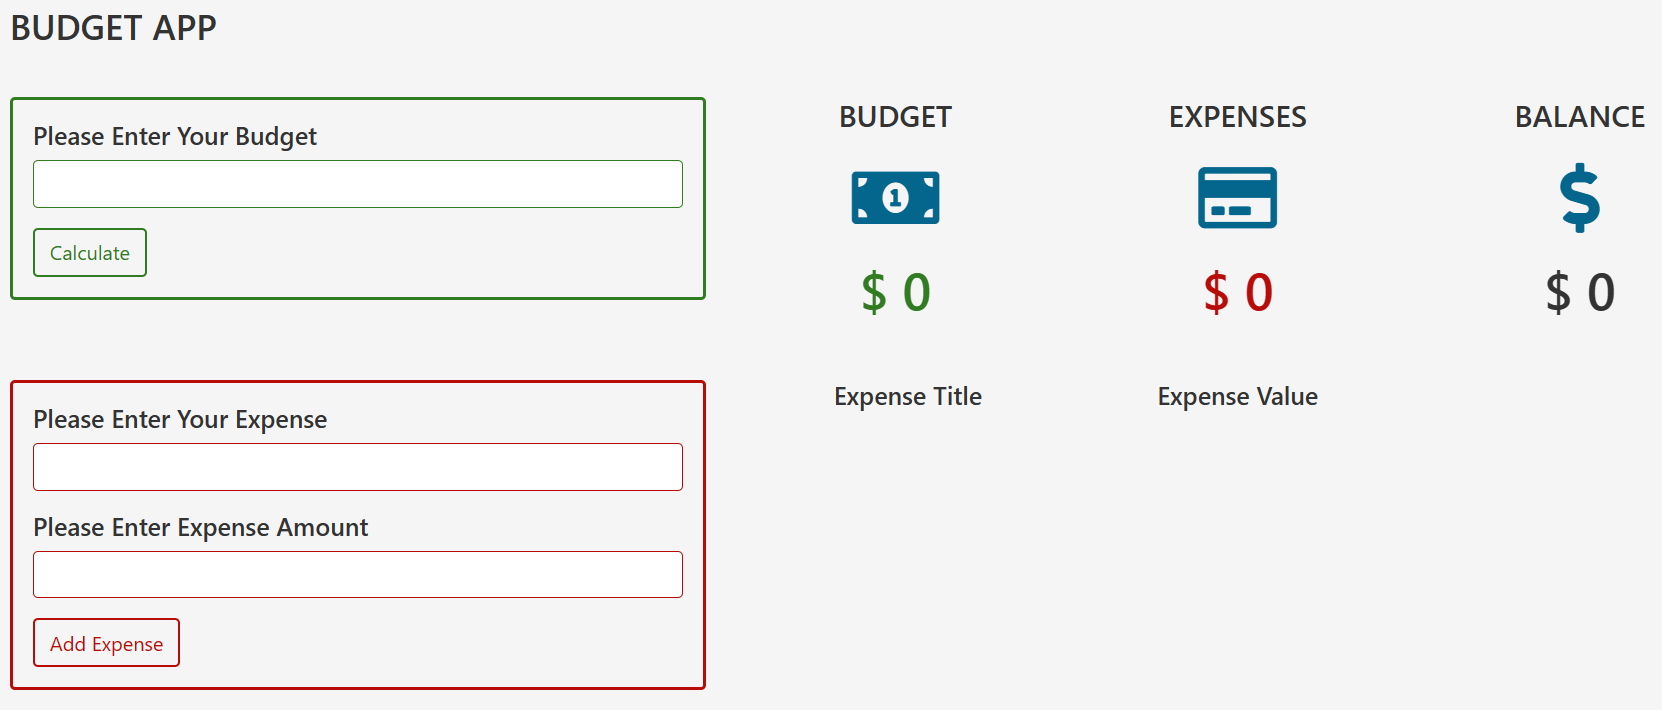 BUDGET APP
Please Enter Your Budget
Calculate
BUDGET
EXPENSES
BALANCE
1
$ 0
$ 0
$ 0
Please Enter Your Expense
Please Enter Expense Amount
Add Expense
Expense Title
Expense Value